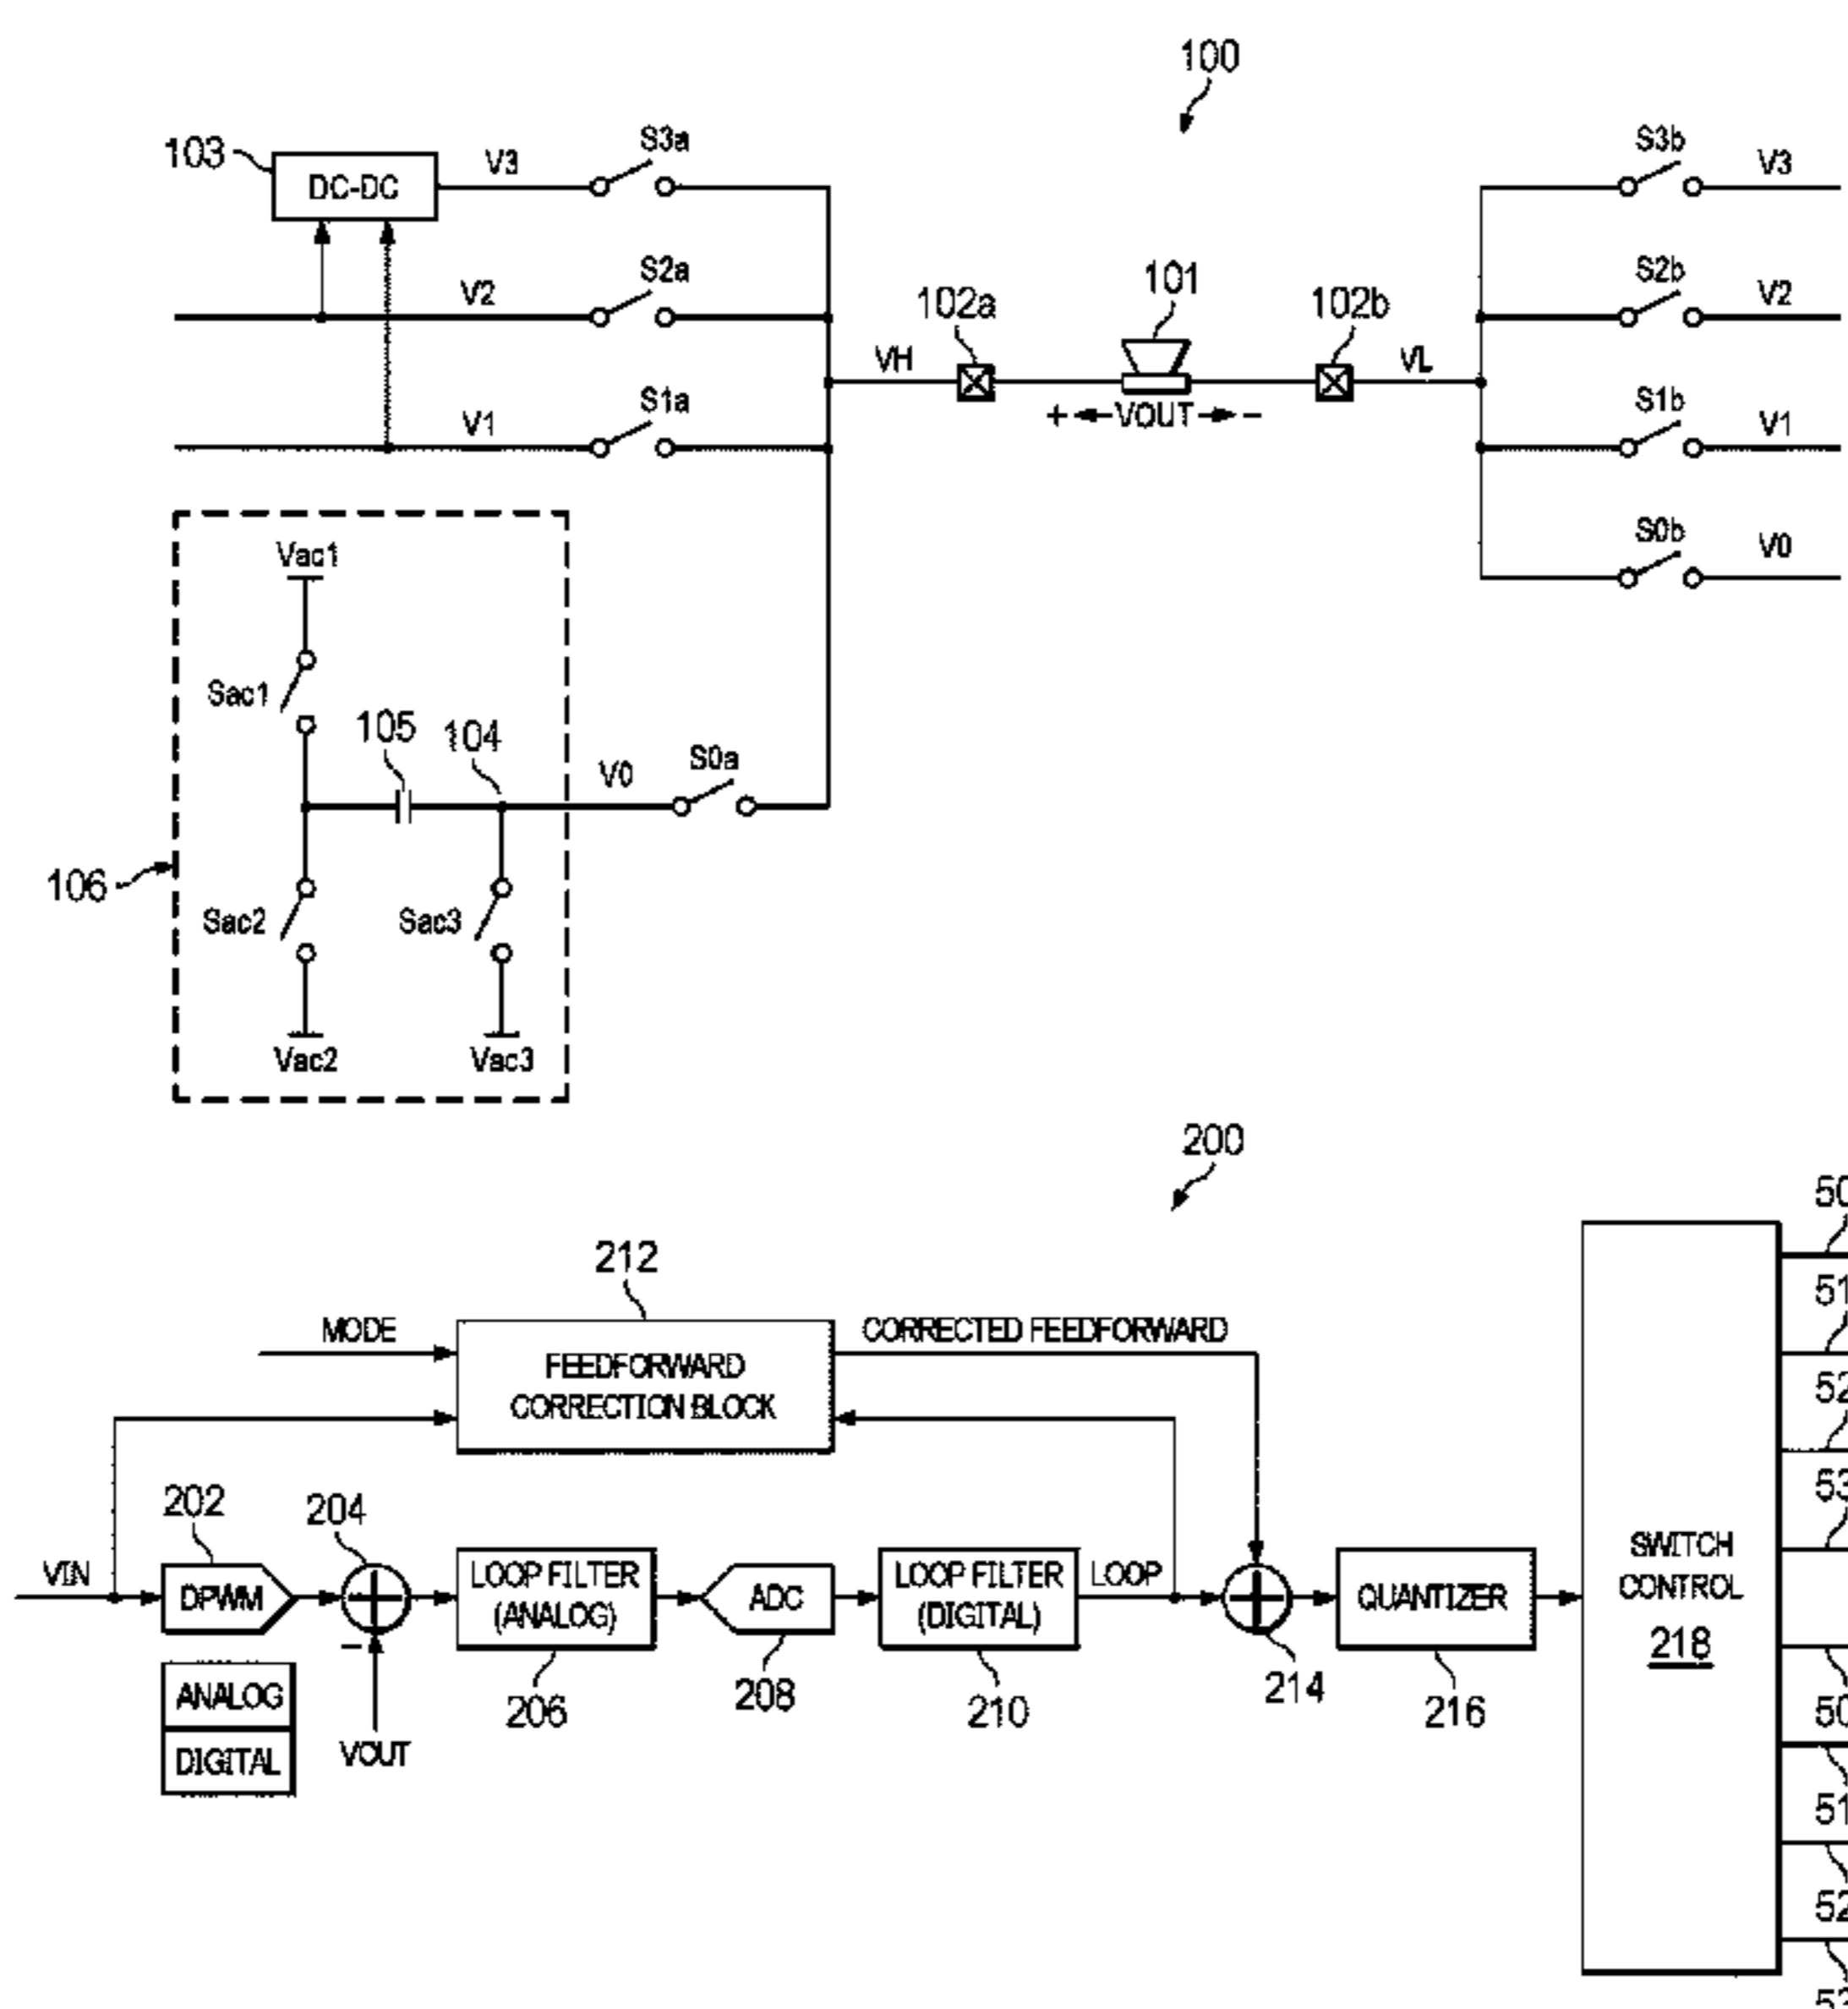 100
103
DC-DC
V3
S3a
S3b
V3
V2
S2a
S2b
V2
102a
101
102b
VH
VL
+ VOUT -
V1
S1a
S1b
V1
S0b
V0
Vac1
Sac1
105
104
V0
S0a
106
Sac2
Sac3
Vac2
Vac3
200
212
MODE
FEEDFORWARD
CORRECTION BLOCK
CORRECTED FEEDFORWARD
202
204
VIN
DPWM
LOOP FILTER
(ANALOG)
ADC
LOOP FILTER
(DIGITAL)
LOOP
QUANTIZER
SWITCH
CONTROL
218
-
206
208
210
214
216
ANALOG
DIGITAL
VOUT